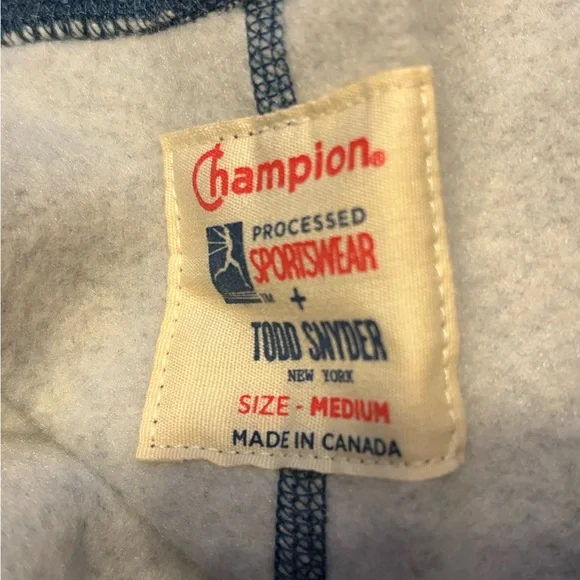 Champion®
PROCESSED
SPORTSWEAR
™ +
TODD SNYDER
NEW YORK
SIZE - MEDIUM
MADE IN CANADA